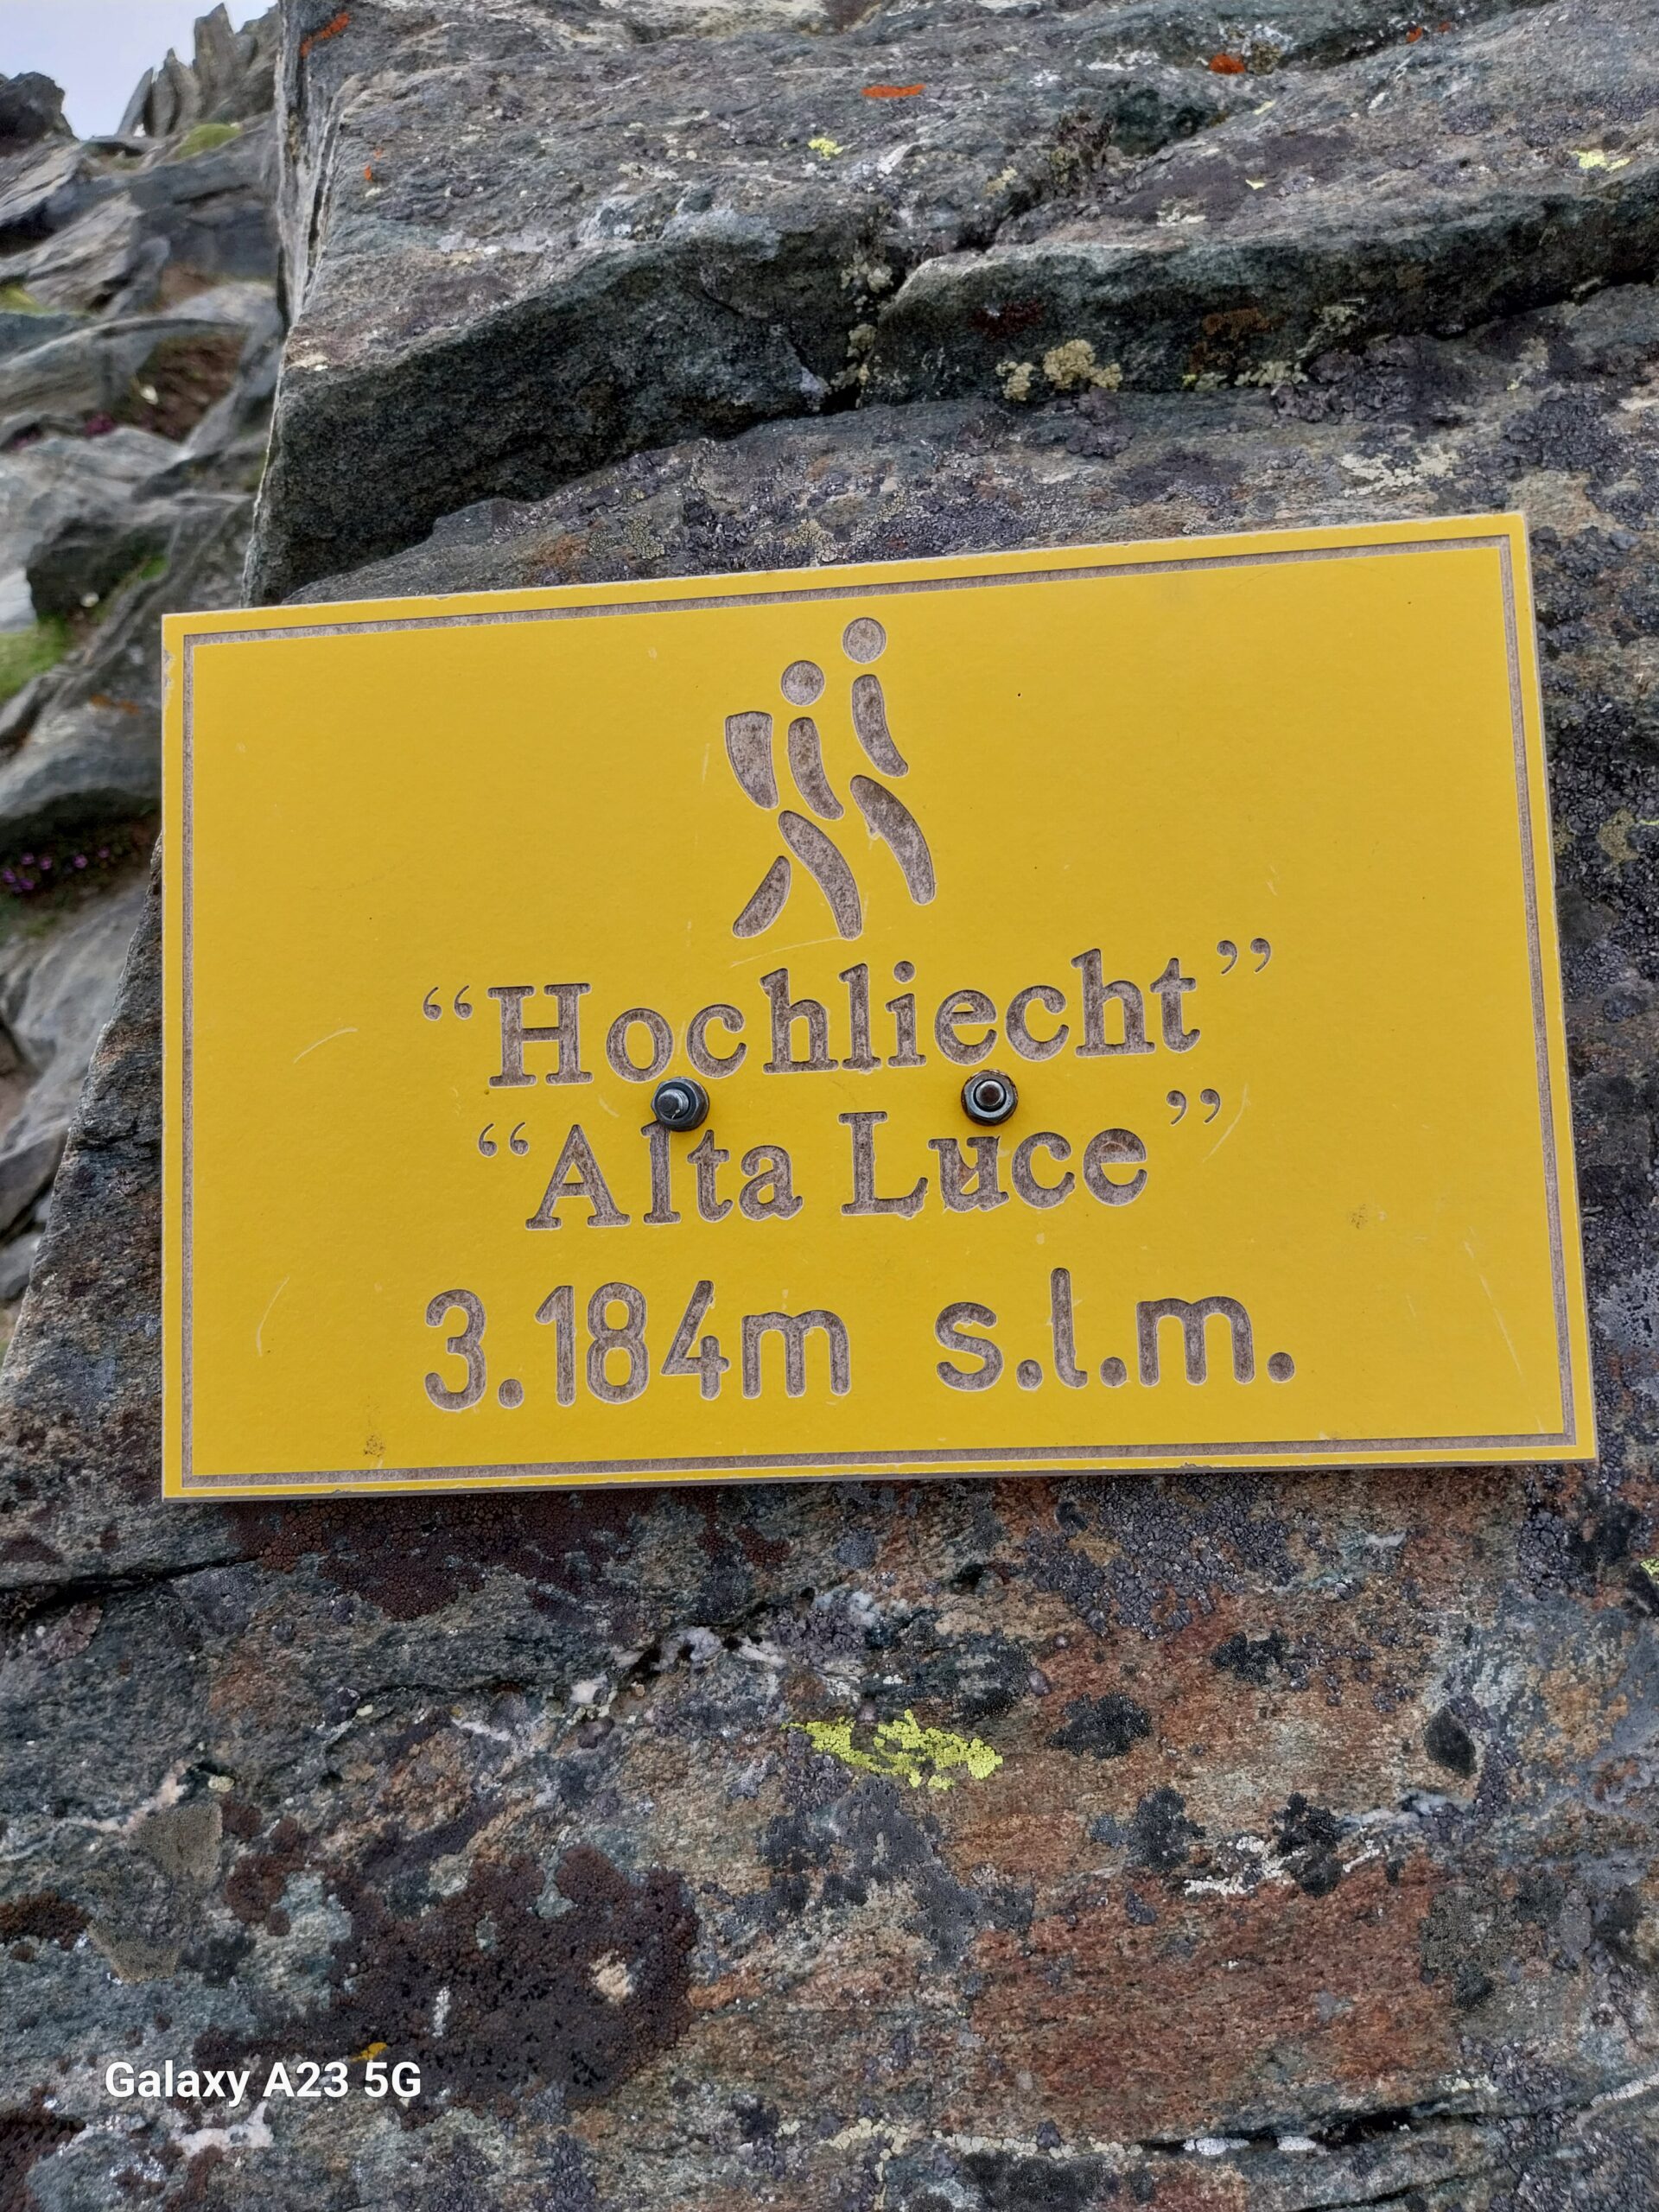 “Hochliecht”
“Alta Luce”
3.184m s.l.m.
Galaxy A23 5G